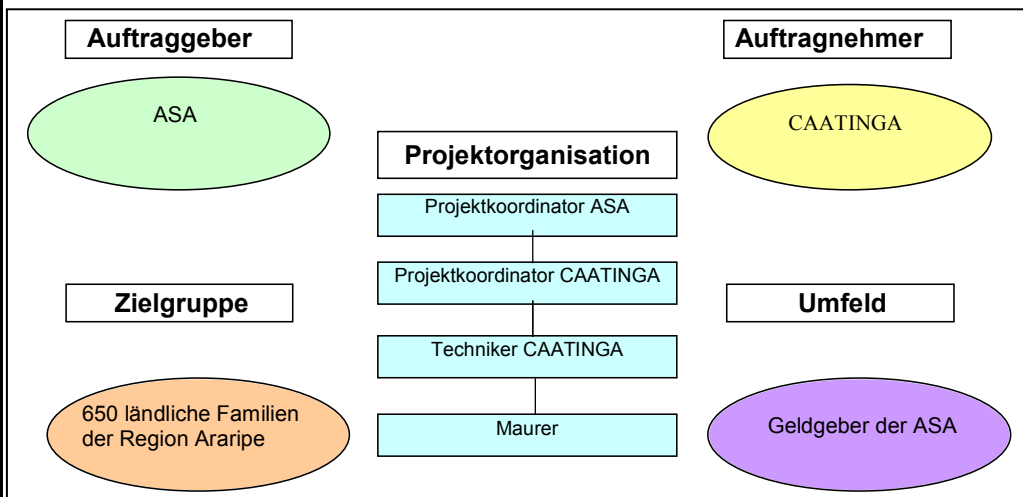 Auftraggeber
Auftragnehmer
ASA
CAATINGA
Projektorganisation
Projektkoordinator ASA
Projektkoordinator CAATINGA
Zielgruppe
Umfeld
Techniker CAATINGA
650 ländliche Familien
der Region Araripe
Maurer
Geldgeber der ASA